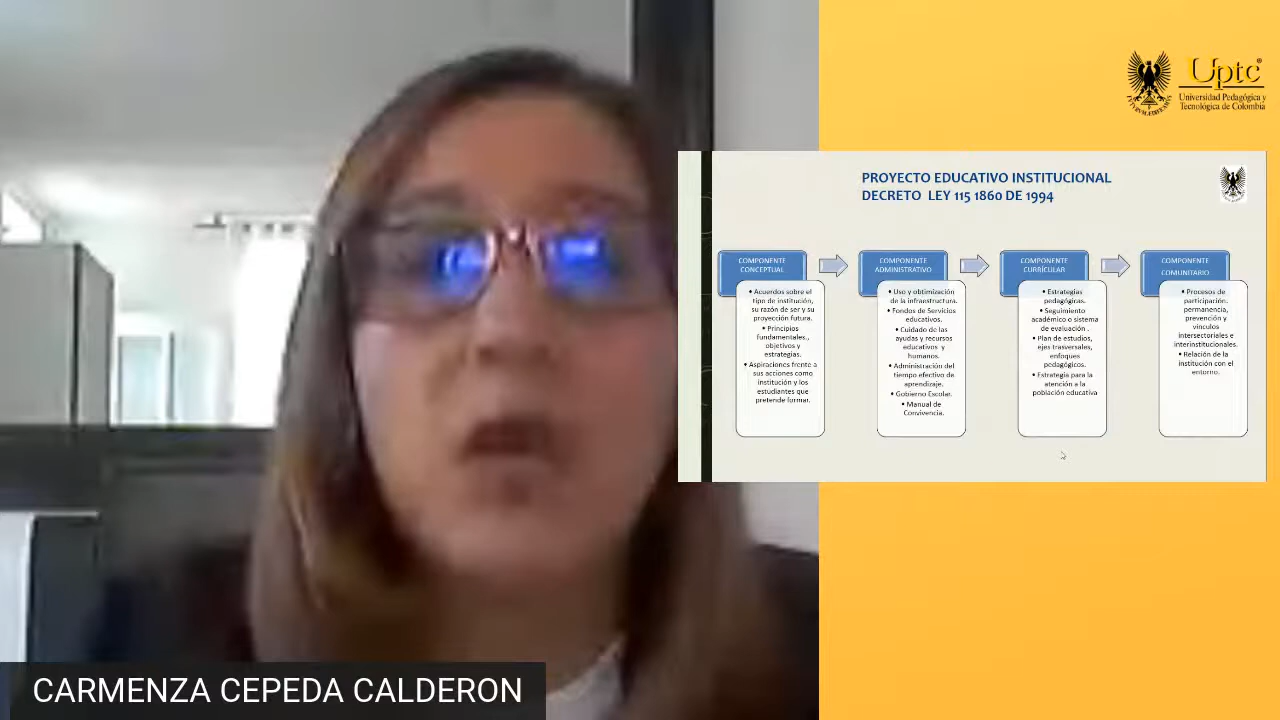 Uptc®
Universidad Pedagógica y
Tecnológica de Colombia
PROYECTO EDUCATIVO INSTITUCIONAL
DECRETO LEY 115 1860 DE 1994
COMPONENTE
CONCEPTUAL
• Acuerdos sobre el
tipo de institución,
su razón de ser y su
proyección futura.
• Principios
fundamentales.,
objetivos y
estrategias.
• Aspiraciones frente a
sus acciones como
institución y los
estudiantes que
pretende formar.
COMPONENTE
ADMINISTRATIVO
• Uso y obtimización
de la infraestructura.
• Fondos de Servicios
educativos.
• Cuidado de las
ayudas y recursos
educativos y
humanos.
• Administración del
tiempo efectivo de
aprendizaje.
• Gobierno Escolar.
• Manual de
Convivencia.
COMPONENTE
CURRÍCULAR
• Estrategias
pedagógicas.
• Seguimiento
académico o sistema
de evaluación .
• Plan de estudios,
ejes trasversales,
enfoques
pedagógicos.
• Estrategia para la
atención a la
población educativa
COMPONENTE
COMUNITARIO
• Procesos de
participación.
permanencia,
prevención y
vínculos
intersectoriales e
interinstitucionales.
• Relación de la
institución con el
entorno.
CARMENZA CEPEDA CALDERON